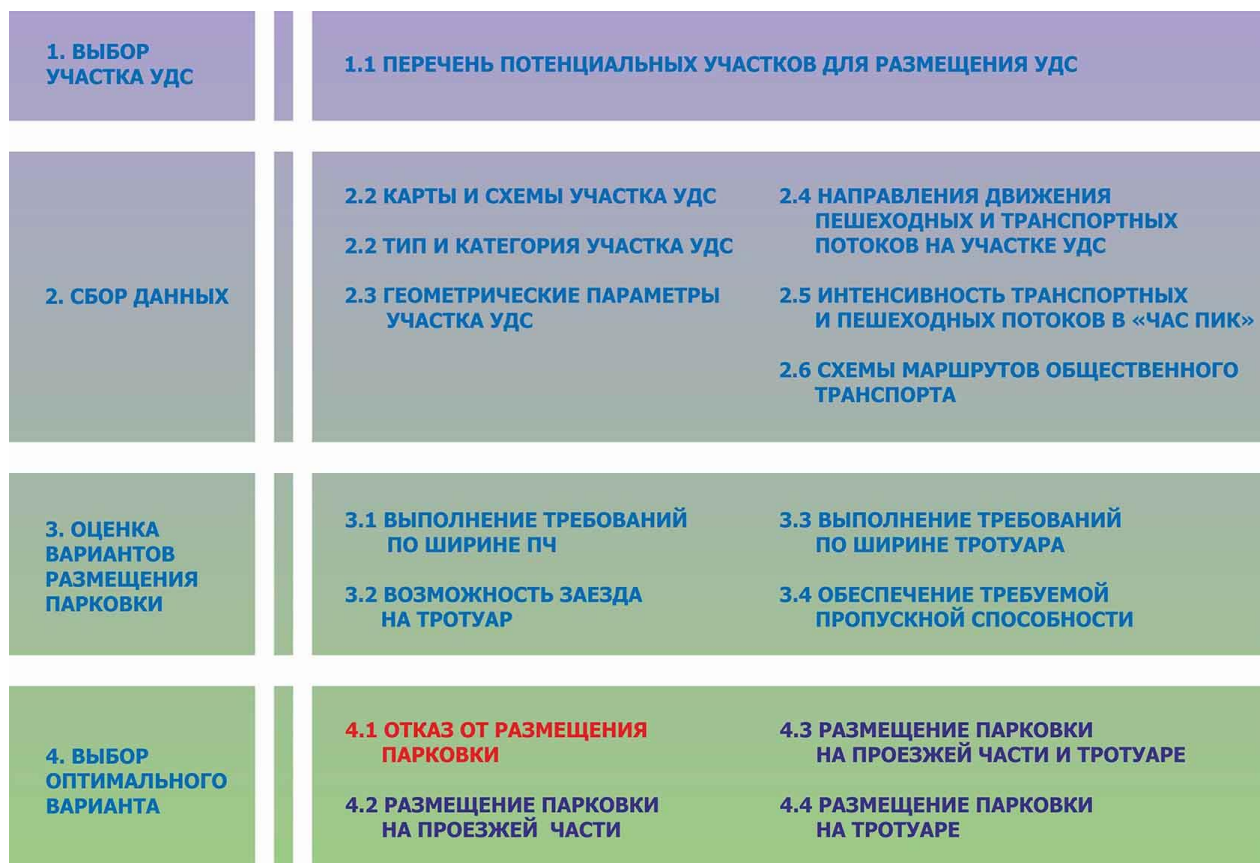 1. ВЫБОР
УЧАСТКА УДС
1.1 ПЕРЕЧЕНЬ ПОТЕНЦИАЛЬНЫХ УЧАСТКОВ ДЛЯ РАЗМЕЩЕНИЯ УДС
2. СБОР ДАННЫХ
2.2 КАРТЫ И СХЕМЫ УЧАСТКА УДС
2.2 ТИП И КАТЕГОРИЯ УЧАСТКА УДС
2.3 ГЕОМЕТРИЧЕСКИЕ ПАРАМЕТРЫ
УЧАСТКА УДС
2.4 НАПРАВЛЕНИЯ ДВИЖЕНИЯ
ПЕШЕХОДНЫХ И ТРАНСПОРТНЫХ
ПОТОКОВ НА УЧАСТКЕ УДС
2.5 ИНТЕНСИВНОСТЬ ТРАНСПОРТНЫХ
И ПЕШЕХОДНЫХ ПОТОКОВ В «ЧАС ПИК»
2.6 СХЕМЫ МАРШРУТОВ ОБЩЕСТВЕННОГО
ТРАНСПОРТА
3. ОЦЕНКА
ВАРИАНТОВ
РАЗМЕЩЕНИЯ
ПАРКОВКИ
3.1 ВЫПОЛНЕНИЕ ТРЕБОВАНИЙ
ПО ШИРИНЕ ПЧ
3.2 ВОЗМОЖНОСТЬ ЗАЕЗДА
НА ТРОТУАР
3.3 ВЫПОЛНЕНИЕ ТРЕБОВАНИЙ
ПО ШИРИНЕ ТРОТУАРА
3.4 ОБЕСПЕЧЕНИЕ ТРЕБУЕМОЙ
ПРОПУСКНОЙ СПОСОБНОСТИ
4. ВЫБОР
ОПТИМАЛЬНОГО
ВАРИАНТА
4.1 ОТКАЗ ОТ РАЗМЕЩЕНИЯ
ПАРКОВКИ
4.2 РАЗМЕЩЕНИЕ ПАРКОВКИ
НА ПРОЕЗЖЕЙ ЧАСТИ
4.3 РАЗМЕЩЕНИЕ ПАРКОВКИ
НА ПРОЕЗЖЕЙ ЧАСТИ И ТРОТУАРЕ
4.4 РАЗМЕЩЕНИЕ ПАРКОВКИ
НА ТРОТУАРЕ